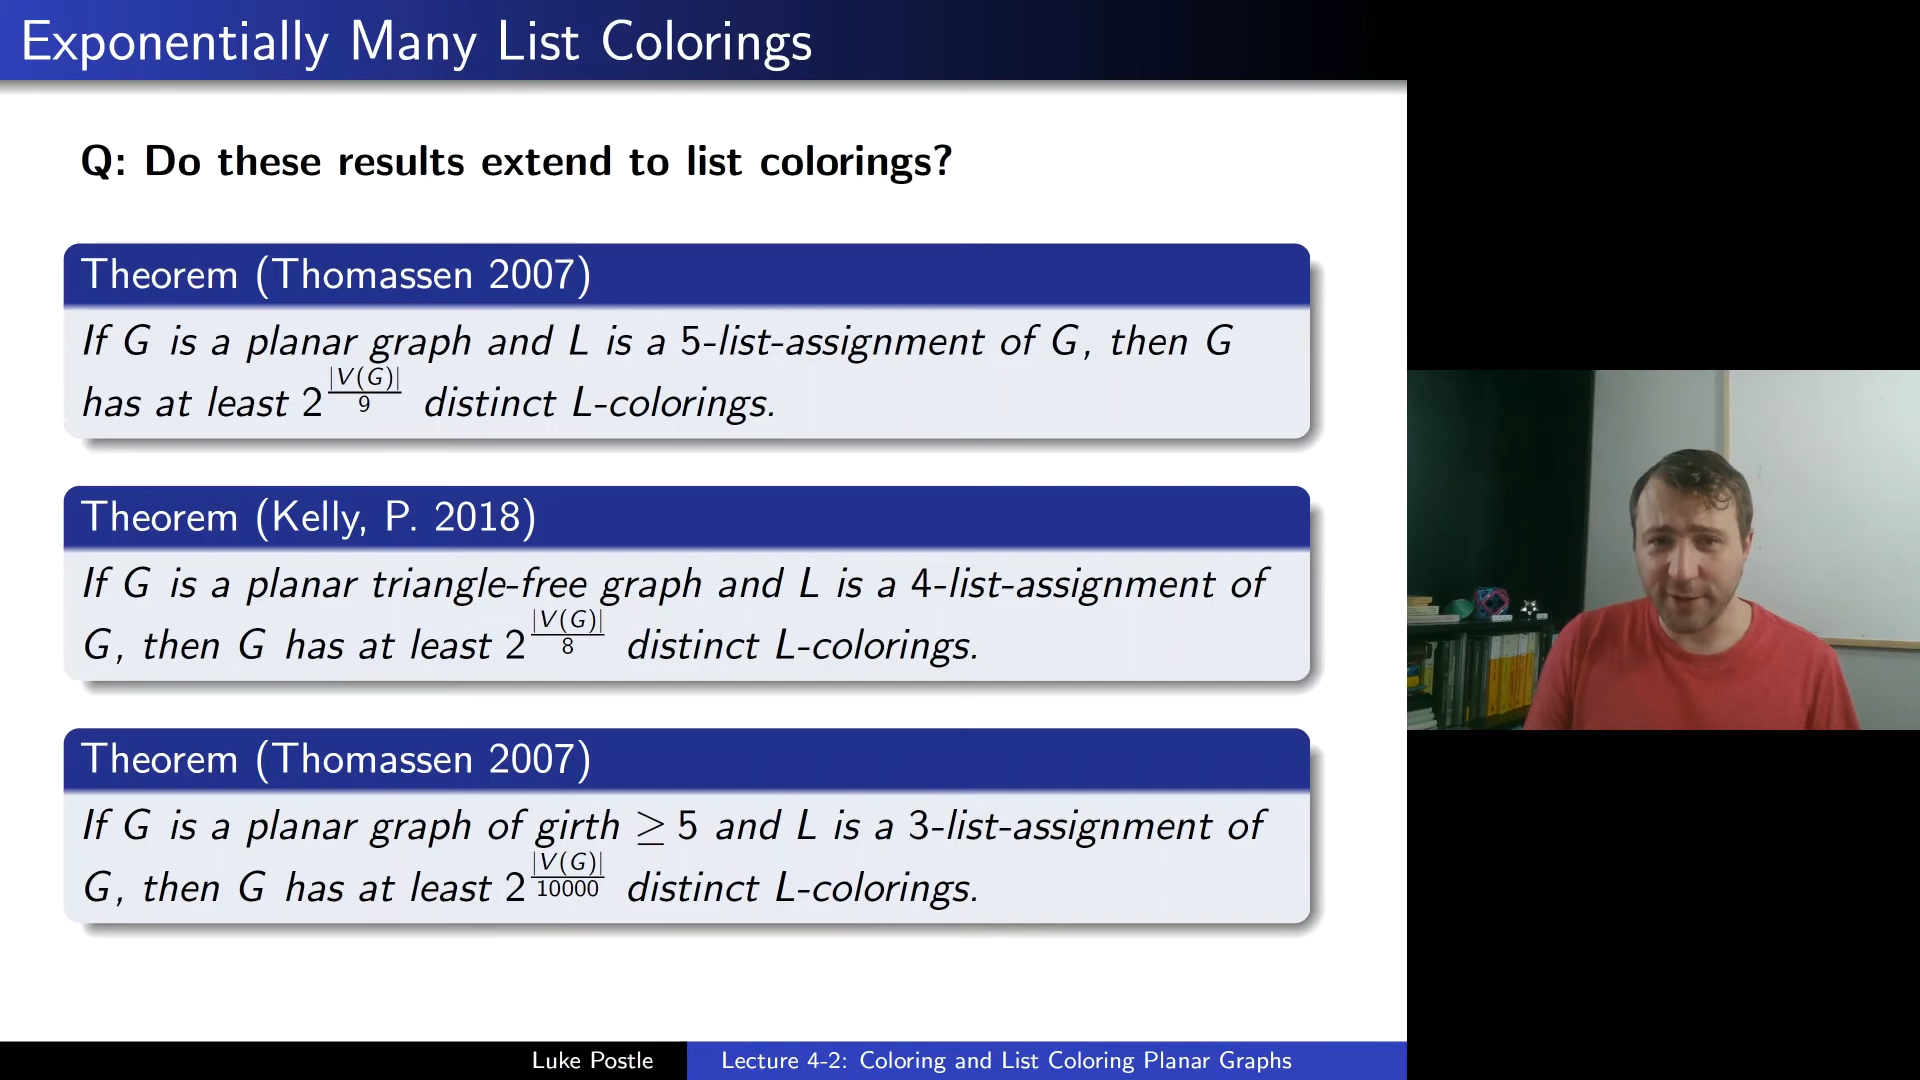 Exponentially Many List Colorings
Q: Do these results extend to list colorings?
Theorem (Thomassen 2007)
If G is a planar graph and L is a 5-list-assignment of G, then G
has at least 2^{|V(G)|/9} distinct L-colorings.
Theorem (Kelly, P. 2018)
If G is a planar triangle-free graph and L is a 4-list-assignment of
G, then G has at least 2^{|V(G)|/8} distinct L-colorings.
Theorem (Thomassen 2007)
If G is a planar graph of girth ≥ 5 and L is a 3-list-assignment of
G, then G has at least 2^{|V(G)|/10000} distinct L-colorings.
Luke Postle
Lecture 4-2: Coloring and List Coloring Planar Graphs